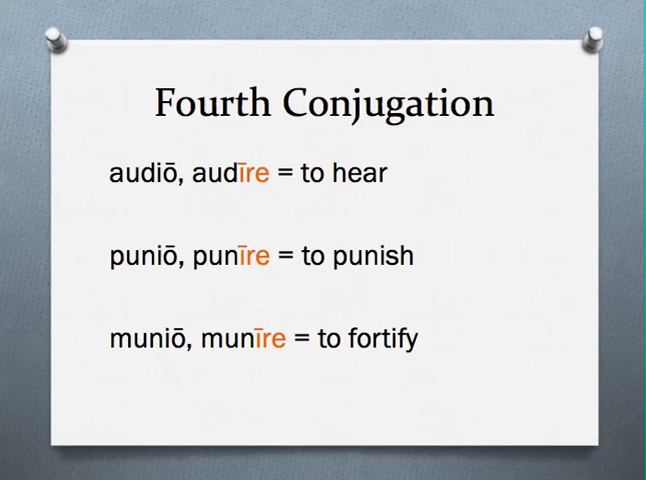 Fourth Conjugation
audiō, audīre = to hear
puniō, punīre = to punish
muniō, munīre = to fortify